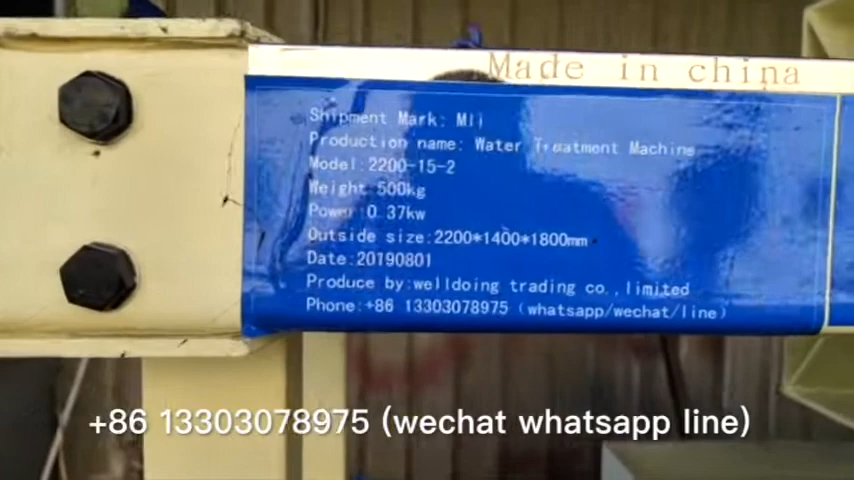 Made in china
Shipment Mark: Mli
Production name: Water Treatment Machine
Model:2200-15-2
Weight:500kg
Power:0.37kw
Outside size:2200*1400*1800mm
Date:20190801
Produce by:welldoing trading co.,limited
Phone:+86 13303078975 (whatsapp/wechat/line)
+86 13303078975 (wechat whatsapp line)